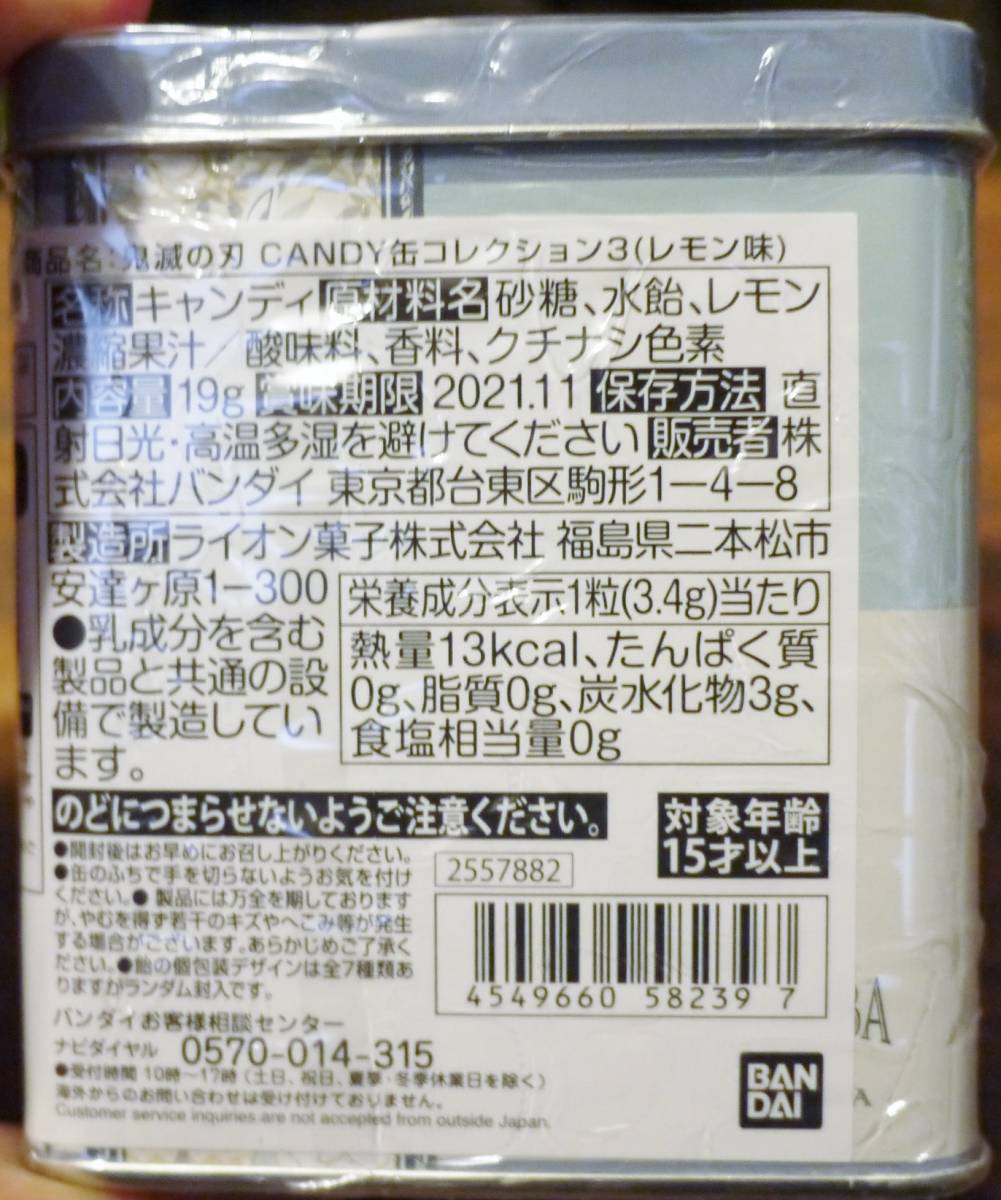 商品名:鬼滅の刃 CANDY缶コレクション3(レモン味)
名称 キャンディ 原材料名 砂糖、水飴、レモン
濃縮果汁／酸味料、香料、クチナシ色素
内容量 19g 賞味期限 2021.11 保存方法 直
射日光・高温多湿を避けてください 販売者 株
式会社バンダイ 東京都台東区駒形1ー4ー8
製造所 ライオン菓子株式会社 福島県二本松市
安達ヶ原1−300
●乳成分を含む
製品と共通の設
備で製造してい
ます。
栄養成分表示1粒(3.4g)当たり
熱量13kcal、たんぱく質
0g、脂質0g、炭水化物3g、
食塩相当量0g
のどにつまらせないようご注意ください。
対象年齢
15才以上
●開封後はお早めにお召し上がりください。
●缶のふちで手を切らないようお気を付け
ください。●製品には万全を期しております
が、やむを得ず若干のキズやへこみ等が発生
する場合がございます。あらかじめご了承く
ださい。●飴の個包装デザインは全7種類あ
りますがランダム封入です。
2557882
4549660 58239 7
バンダイお客様相談センター
ナビダイヤル 0570-014-315
●受付時間 10時〜17時(土日、祝日、夏季・冬季休業日を除く)
海外からのお問い合わせは受け付けておりません。
Customer service inquiries are not accepted from outside Japan.
BAN
DAI
BA
A